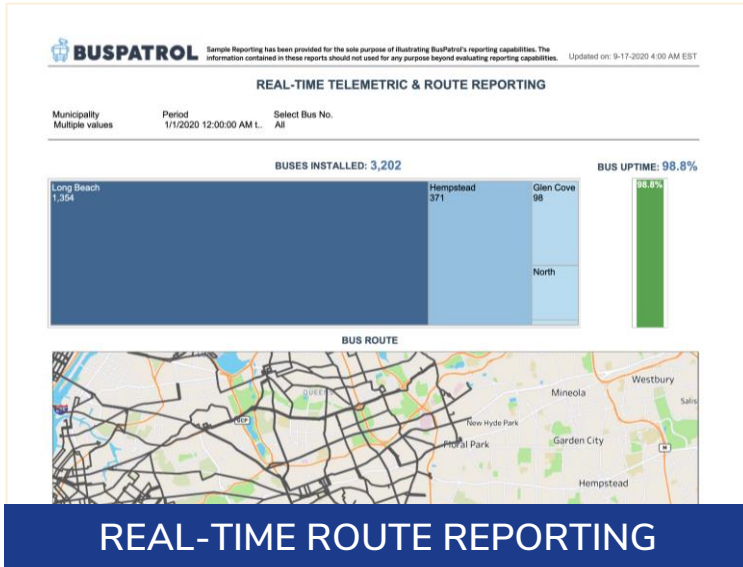 BUSPATROL
Sample Reporting has been provided for the sole purpose of illustrating BusPatrol's reporting capabilities. The
information contained in these reports should not used for any purpose beyond evaluating reporting capabilities.
Updated on: 9-17-2020 4:00 AM EST
REAL-TIME TELEMETRIC & ROUTE REPORTING
Municipality Period Select Bus No.
Multiple values 1/1/2020 12:00:00 AM t.. All
BUSES INSTALLED: 3,202
BUS UPTIME: 98.8%
Long Beach
1,354
Hempstead
371
Glen Cove
98
North
98.8%
BUS ROUTE
Westbury
Mineola
Salis
QUEE
GCP
New Hyde Park
Floral Park
Garden City
M
Hempstead
REAL-TIME ROUTE REPORTING